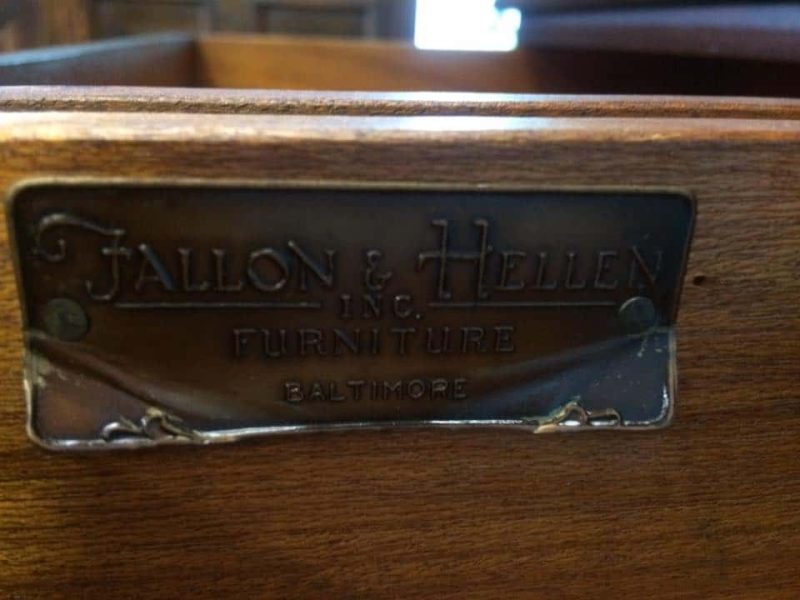 FALLON & HELLEN
INC.
FURNITURE
BALTIMORE